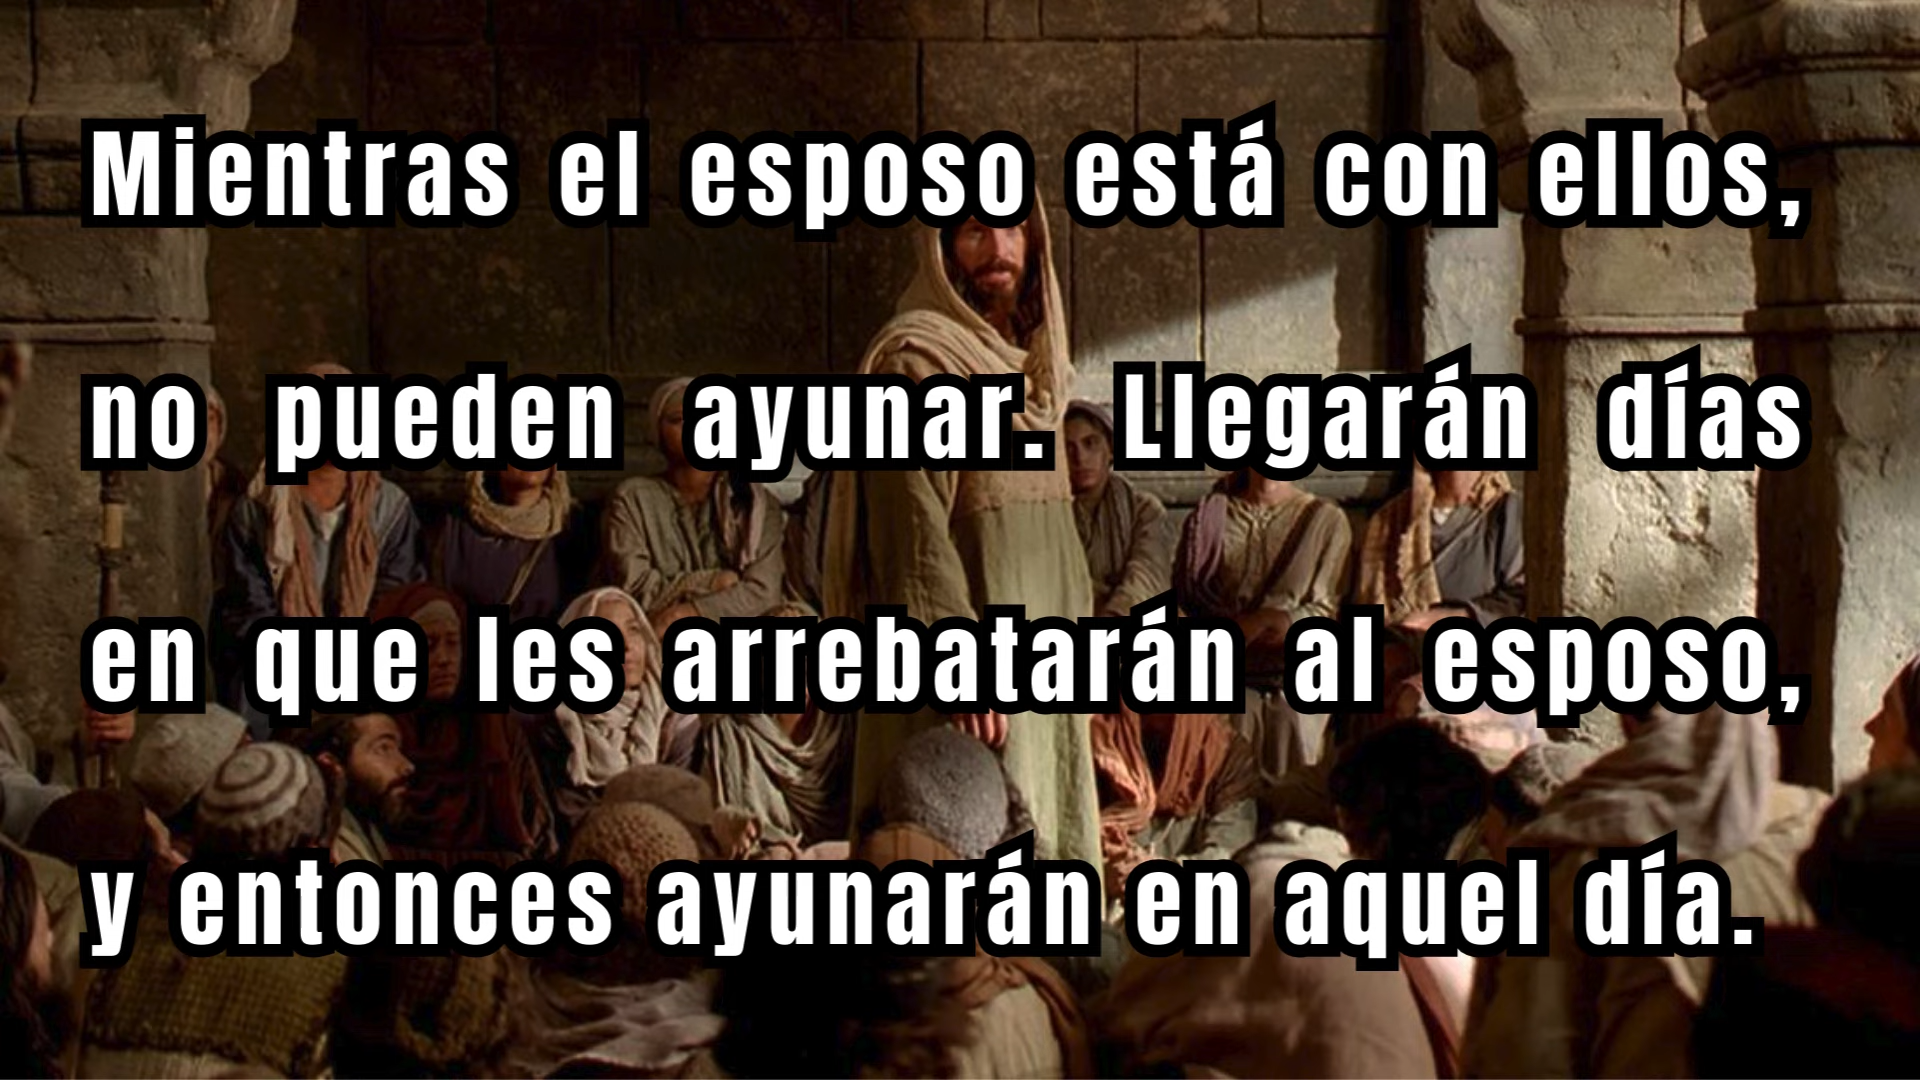 Mientras el esposo está con ellos,
no pueden ayunar. Llegarán días
en que les arrebatarán al esposo,
y entonces ayunarán en aquel día.